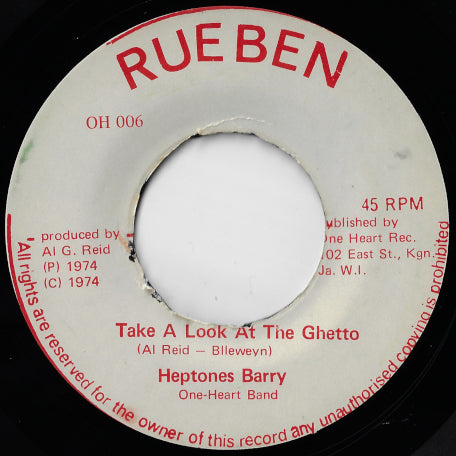 RUEBEN
OH 006
45 RPM
produced by
Al G. Reid
(P) 1974
(C) 1974
ublished by
One Heart Rec.
02 East St., Kgn.
Ja. W.I.
Take A Look At The Ghetto
(Al Reid — Blleweyn)
Heptones Barry
One-Heart Band
All rights are reserved for the owner of this record any unauthorised copying is prohibited